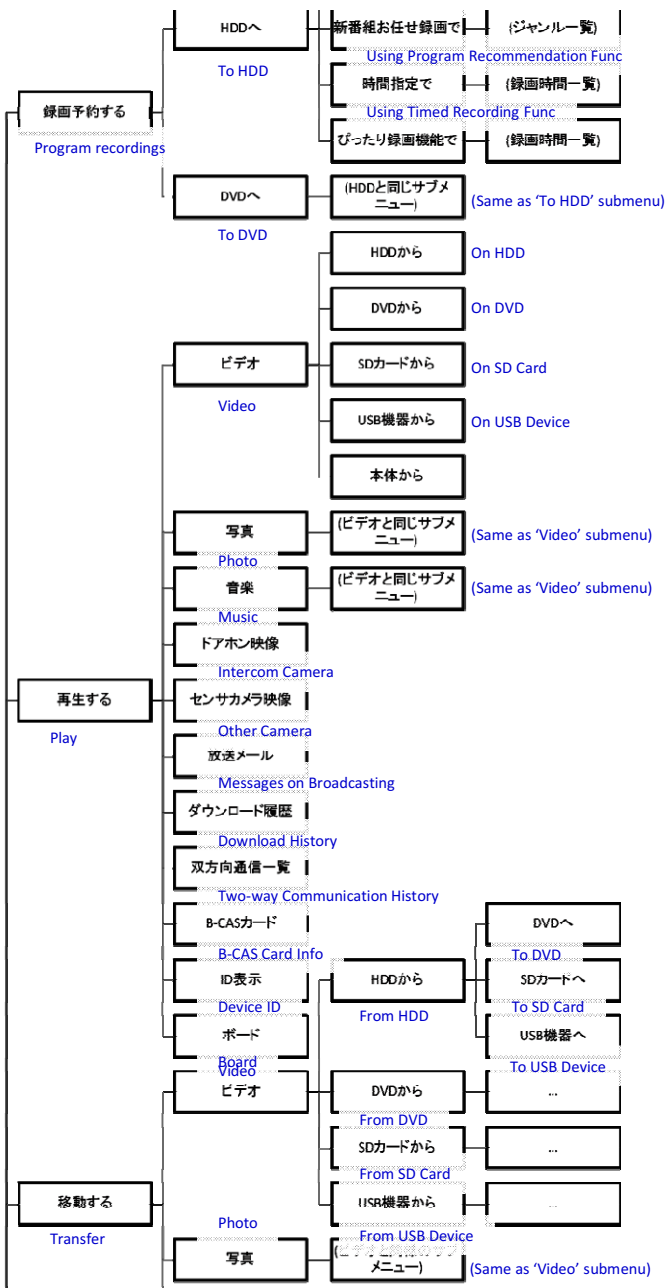 HDDへ
新番組お任せ録画で
(ジャンル一覧)
To HDD
Using Program Recommendation Func
時間指定で
(録画時間一覧)
録画予約する
Using Timed Recording Func
Program recordings
ぴったり録画機能で
(録画時間一覧)
DVDへ
(HDDと同じサブメ
ニュー)
(Same as ‘To HDD’ submenu)
To DVD
HDDから
On HDD
DVDから
On DVD
ビデオ
SDカードから
On SD Card
Video
USB機器から
On USB Device
本体から
写真
(ビデオと同じサブメ
ニュー)
(Same as ‘Video’ submenu)
Photo
音楽
(ビデオと同じサブメ
ニュー)
(Same as ‘Video’ submenu)
Music
ドアホン映像
Intercom Camera
再生する
センサカメラ映像
Play
Other Camera
放送メール
Messages on Broadcasting
ダウンロード履歴
Download History
双方向通信一覧
Two-way Communication History
B-CASカード
DVDへ
B-CAS Card Info
To DVD
ID表示
HDDから
SDカードへ
Device ID
From HDD
To SD Card
ボード
USB機器へ
Board
Video
To USB Device
ビデオ
DVDから
...
From DVD
SDカードから
...
From SD Card
移動する
USB機器から
...
Transfer
Photo
From USB Device
写真
メニュー)
(Same as ‘Video’ submenu)